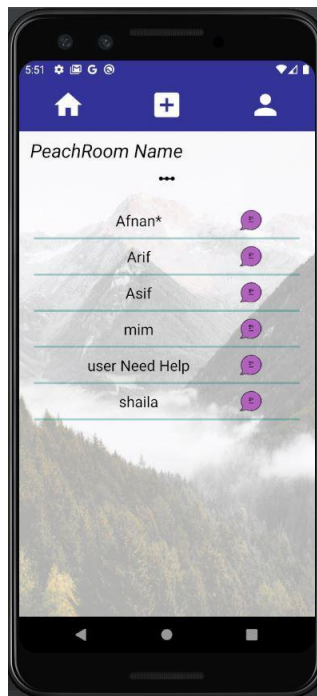 5:51 G
PeachRoom Name
Afnan*
Arif
Asif
mim
user Need Help
shaila